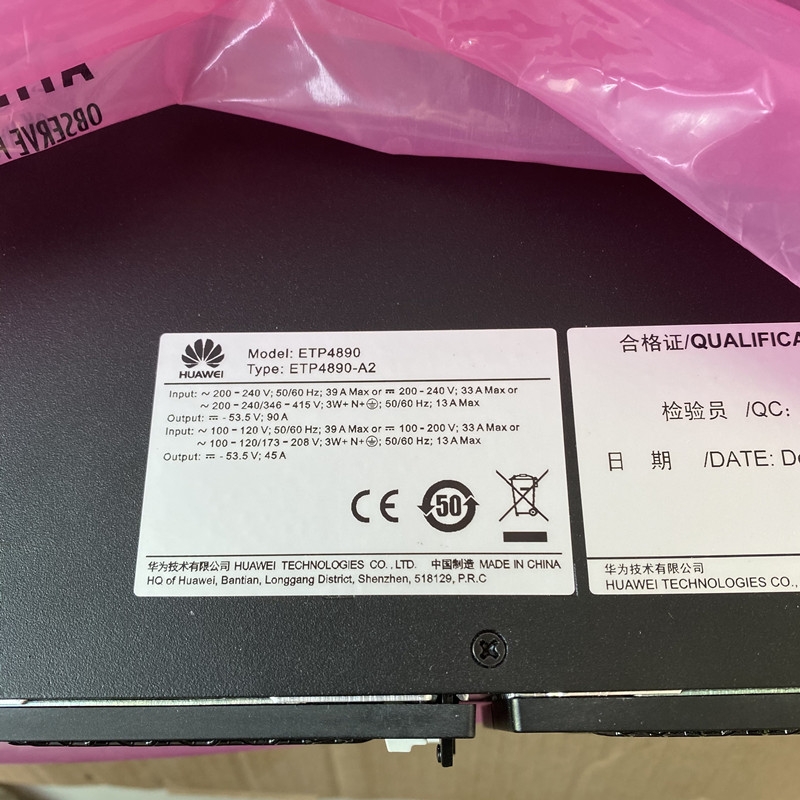 OBSERVE
HUAWEI
Model: ETP4890
Type: ETP4890-A2
Input: ~ 200-240 V; 50/60 Hz; 39 A Max or ⎓ 200-240 V; 33 A Max or
~ 200-240/346-415 V; 3W+N+⏚; 50/60 Hz; 13 A Max
Output: ⎓ -53.5 V; 90 A
Input: ~ 100-120 V; 50/60 Hz; 39 A Max or ⎓ 100-200 V; 33 A Max or
~ 100-120/173-208 V; 3W+N+⏚; 50/60 Hz; 13 A Max
Output: ⎓ -53.5 V; 45 A
CE
50
华为技术有限公司 HUAWEI TECHNOLOGIES CO., LTD. 中国制造 MADE IN CHINA
HQ of Huawei, Bantian, Longgang District, Shenzhen, 518129, P.R.C
合格证/QUALIFICA
检验员 /QC:
日 期 /DATE: De
华为技术有限公司
HUAWEI TECHNOLOGIES CO.,